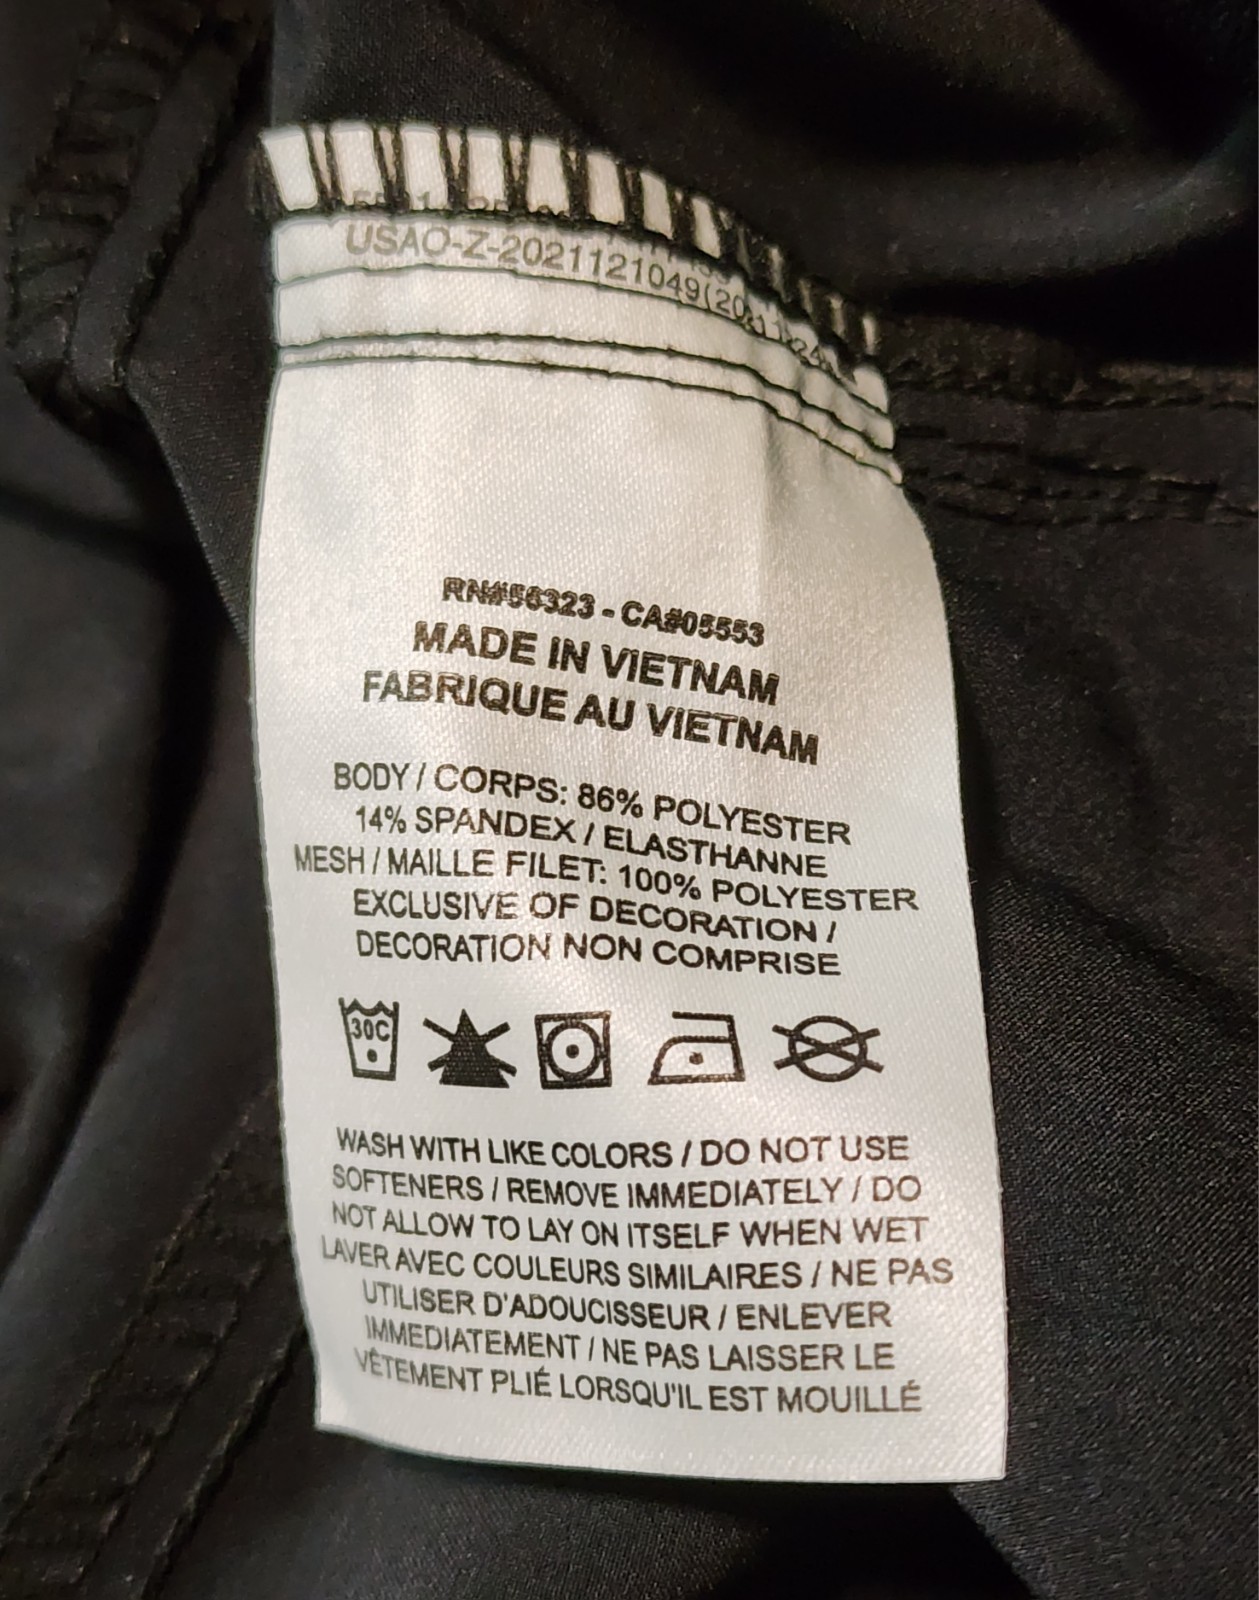 USAO-Z-2021121049(20
RN#56323 - CA#05553
MADE IN VIETNAM
FABRIQUE AU VIETNAM
BODY / CORPS: 86% POLYESTER
14% SPANDEX / ELASTHANNE
MESH / MAILLE FILET: 100% POLYESTER
EXCLUSIVE OF DECORATION /
DECORATION NON COMPRISE
30C
WASH WITH LIKE COLORS / DO NOT USE
SOFTENERS / REMOVE IMMEDIATELY / DO
NOT ALLOW TO LAY ON ITSELF WHEN WET
LAVER AVEC COULEURS SIMILAIRES / NE PAS
UTILISER D'ADOUCISSEUR / ENLEVER
IMMEDIATEMENT / NE PAS LAISSER LE
VÊTEMENT PLIÉ LORSQU'IL EST MOUILLÉ